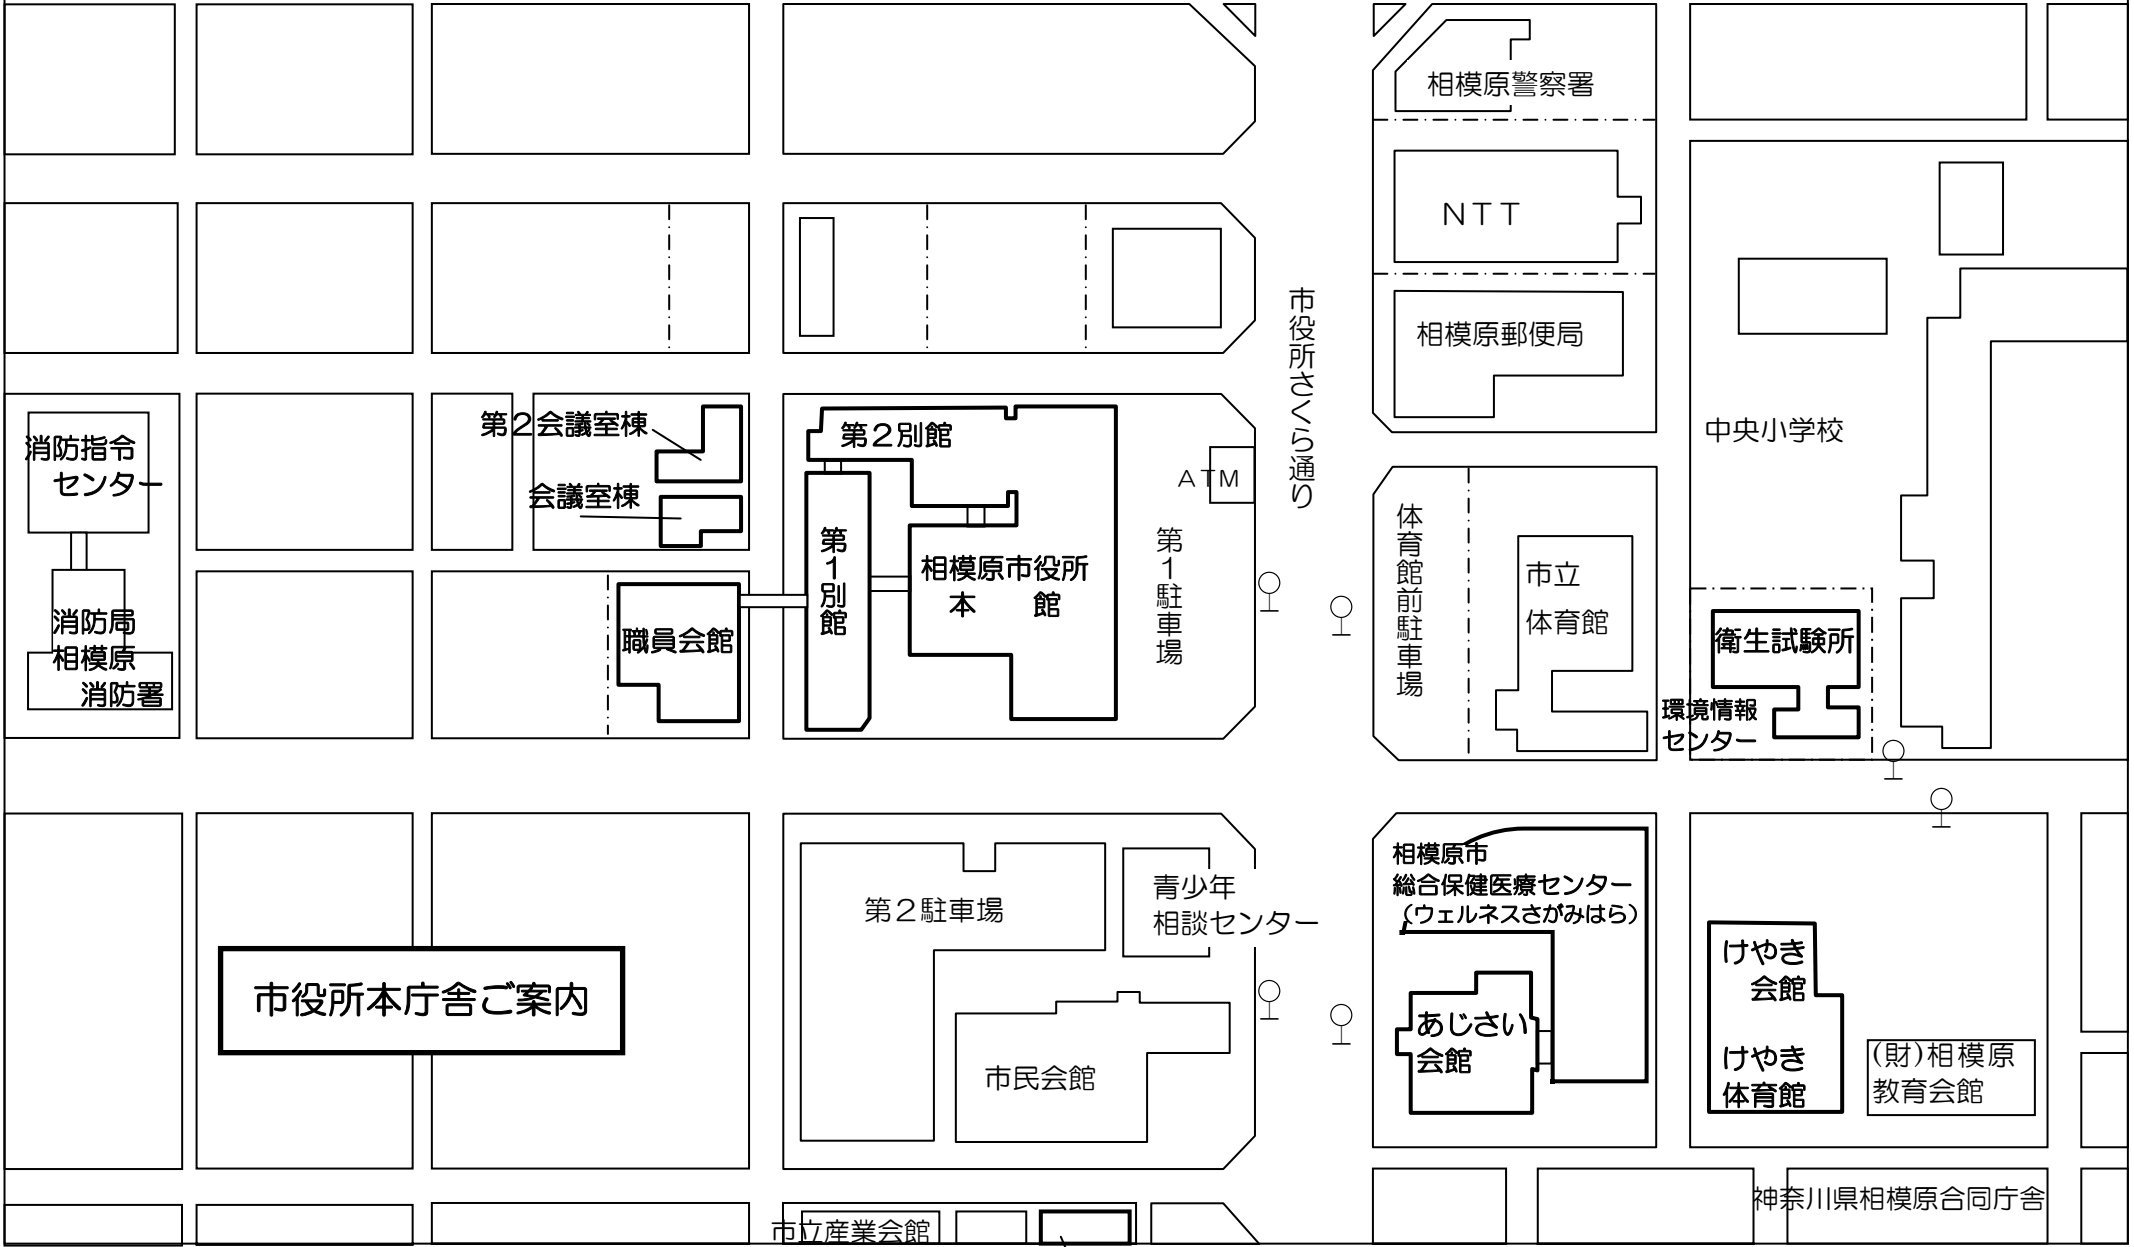 相模原警察署
ＮＴＴ
相模原郵便局
市役所さくら通り
中央小学校
第２会議室棟
会議室棟
第２別館
ＡＴＭ
消防指令
センター
第１別館
相模原市役所
本　　館
第１駐車場
体育館前駐車場
市立
体育館
消防局
相模原
消防署
職員会館
衛生試験所
環境情報
センター
相模原市
総合保健医療センター
（ウェルネスさがみはら）
第２駐車場
青少年
相談センター
けやき
会館
けやき
体育館
市役所本庁舎ご案内
あじさい
会館
市民会館
(財)相模原
教育会館
神奈川県相模原合同庁舎
市立産業会館